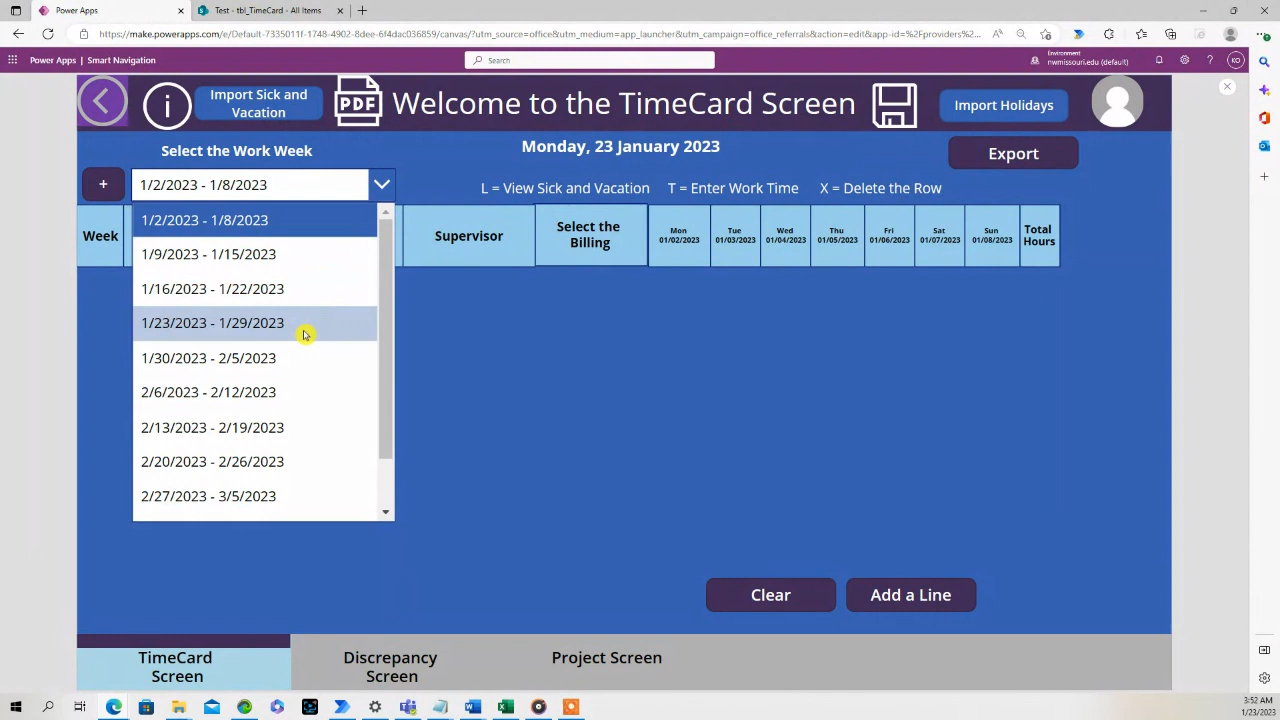 Power Apps
Test - tbl_TimeCard - All Items
https://make.powerapps.com/e/Default-7335011f-1748-4902-8dee-6f4dac036859/canvas/?utm_source=office&utm_medium=app_launcher&utm_campaign=office_referrals&action=edit&app-id=%2Fproviders%2...
Power Apps | Smart Navigation
Search
Environment
nwmissouri.edu (default)
KO
Import Sick and
Vacation
PDF
Welcome to the TimeCard Screen
Import Holidays
Select the Work Week
Monday, 23 January 2023
Export
+
1/2/2023 - 1/8/2023
L = View Sick and Vacation
T = Enter Work Time
X = Delete the Row
Week
Supervisor
Select the
Billing
Mon
01/02/2023
Tue
01/03/2023
Wed
01/04/2023
Thu
01/05/2023
Fri
01/06/2023
Sat
01/07/2023
Sun
01/08/2023
Total
Hours
1/2/2023 - 1/8/2023
1/9/2023 - 1/15/2023
1/16/2023 - 1/22/2023
1/23/2023 - 1/29/2023
1/30/2023 - 2/5/2023
2/6/2023 - 2/12/2023
2/13/2023 - 2/19/2023
2/20/2023 - 2/26/2023
2/27/2023 - 3/5/2023
Clear
Add a Line
TimeCard
Screen
Discrepancy
Screen
Project Screen
3:52 AM
1/23/2023